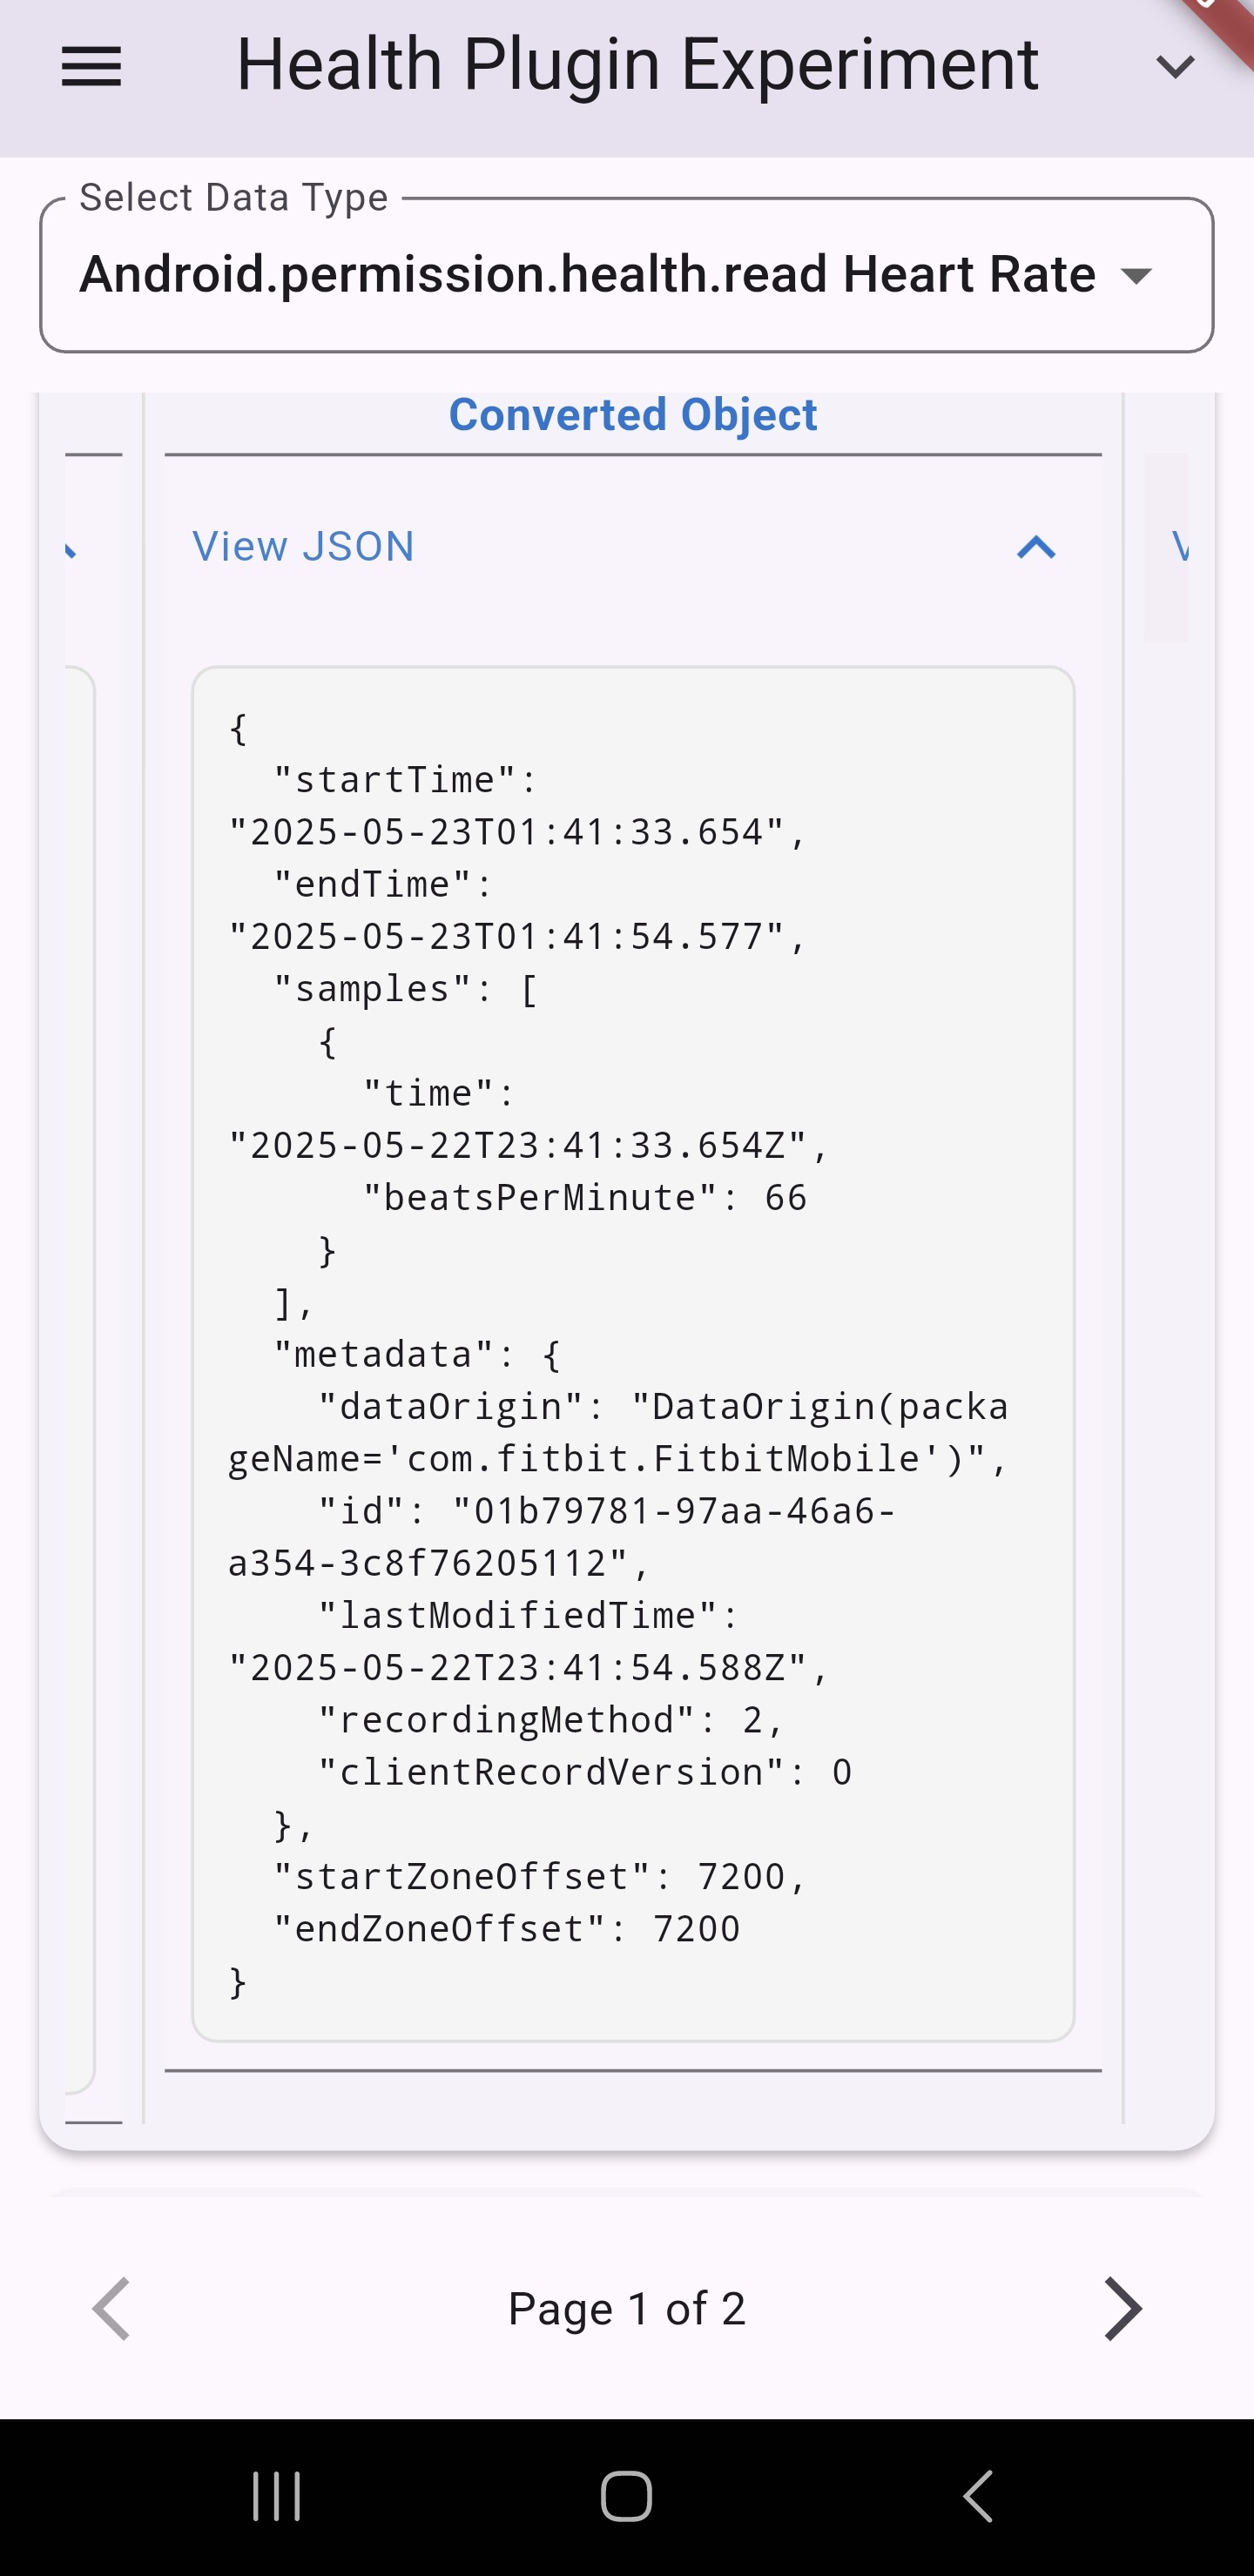 Health Plugin Experiment
Select Data Type
Android.permission.health.read Heart Rate
Converted Object
View JSON
{
  "startTime":
"2025-05-23T01:41:33.654",
  "endTime":
"2025-05-23T01:41:54.577",
  "samples": [
    {
      "time":
"2025-05-22T23:41:33.654Z",
      "beatsPerMinute": 66
    }
  ],
  "metadata": {
    "dataOrigin": "DataOrigin(packa
geName='com.fitbit.FitbitMobile')",
    "id": "01b79781-97aa-46a6-
a354-3c8f76205112",
    "lastModifiedTime":
"2025-05-22T23:41:54.588Z",
    "recordingMethod": 2,
    "clientRecordVersion": 0
  },
  "startZoneOffset": 7200,
  "endZoneOffset": 7200
}
Page 1 of 2